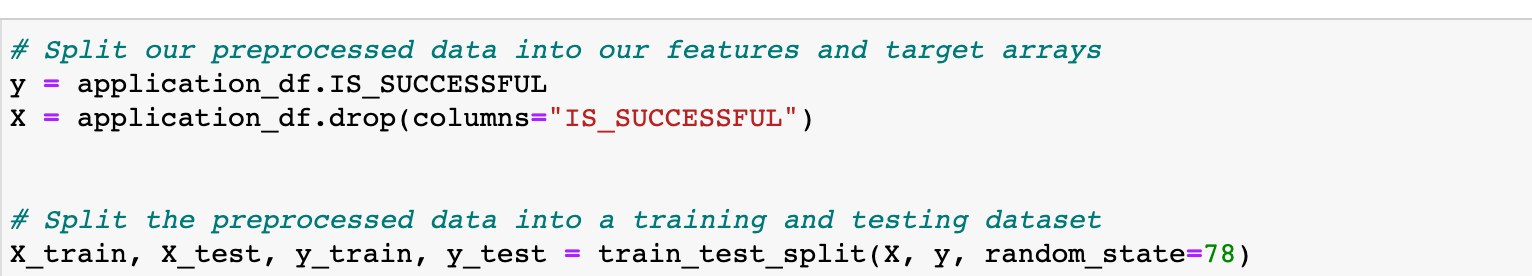 # Split our preprocessed data into our features and target arrays
y = application_df.IS_SUCCESSFUL
X = application_df.drop(columns="IS_SUCCESSFUL")
# Split the preprocessed data into a training and testing dataset
X_train, X_test, y_train, y_test = train_test_split(X, y, random_state=78)